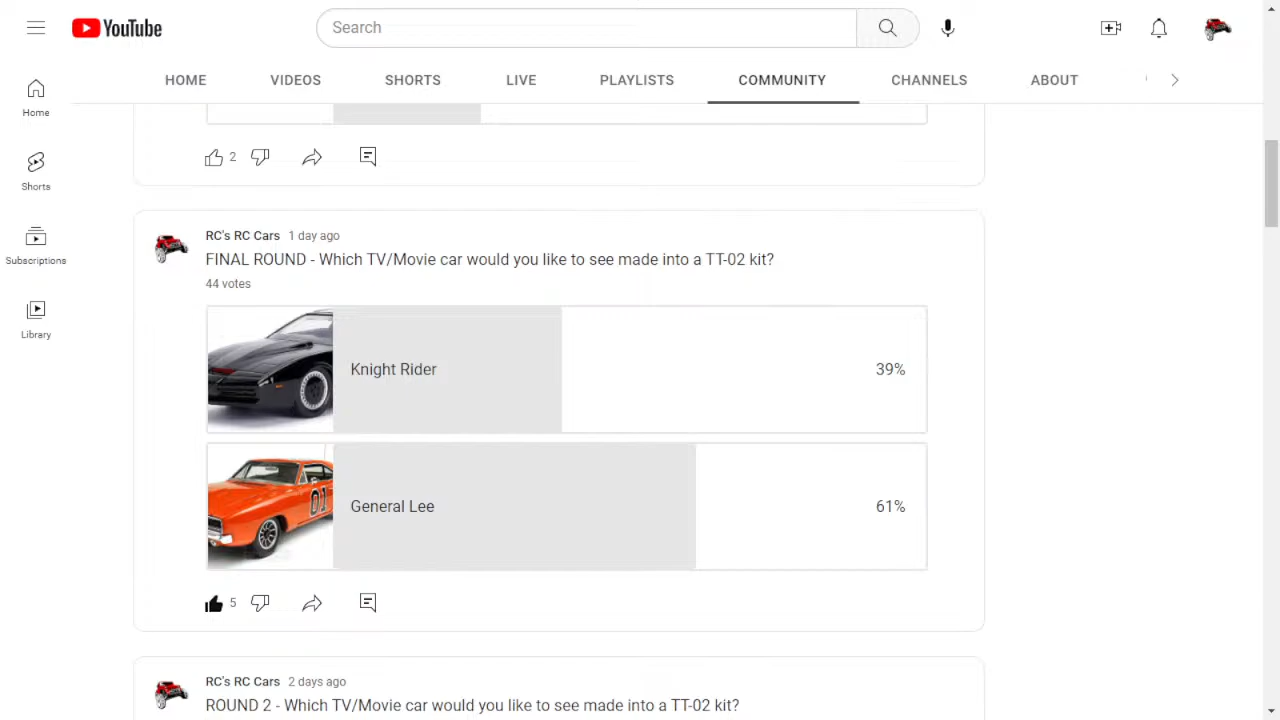 YouTube
Search
HOME VIDEOS SHORTS LIVE PLAYLISTS COMMUNITY CHANNELS ABOUT
Home
Shorts
Subscriptions
Library
2
RC's RC Cars 1 day ago
FINAL ROUND - Which TV/Movie car would you like to see made into a TT-02 kit?
44 votes
Knight Rider 39%
01
General Lee 61%
5
RC's RC Cars 2 days ago
ROUND 2 - Which TV/Movie car would you like to see made into a TT-02 kit?